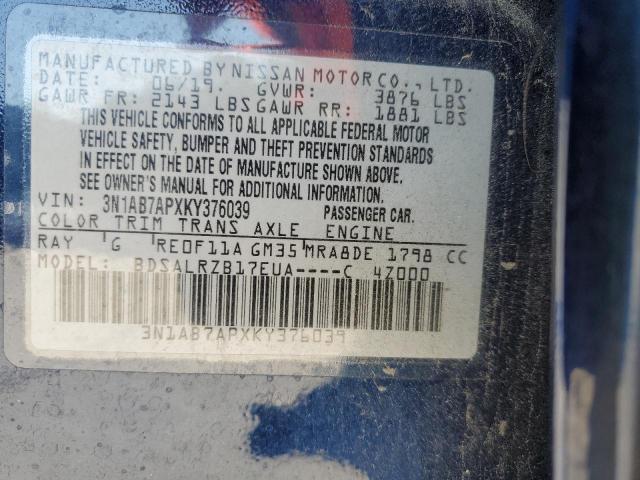 MANUFACTURED BY NISSAN MOTOR CO., LTD.
DATE: 06/19. GVWR: 3876 LBS
GAWR FR: 2143 LBS GAWR RR: 1881 LBS
THIS VEHICLE CONFORMS TO ALL APPLICABLE FEDERAL MOTOR
VEHICLE SAFETY, BUMPER AND THEFT PREVENTION STANDARDS
IN EFFECT ON THE DATE OF MANUFACTURE SHOWN ABOVE.
SEE OWNER'S MANUAL FOR ADDITIONAL INFORMATION.
VIN: 3N1AB7APXKY376039 PASSENGER CAR.
COLOR TRIM TRANS AXLE ENGINE
RAY G RE0F11A GM35 MRA8DE 1798 CC
MODEL: BDSALRZB17EUA----C 4Z000
3N1AB7APXKY376039